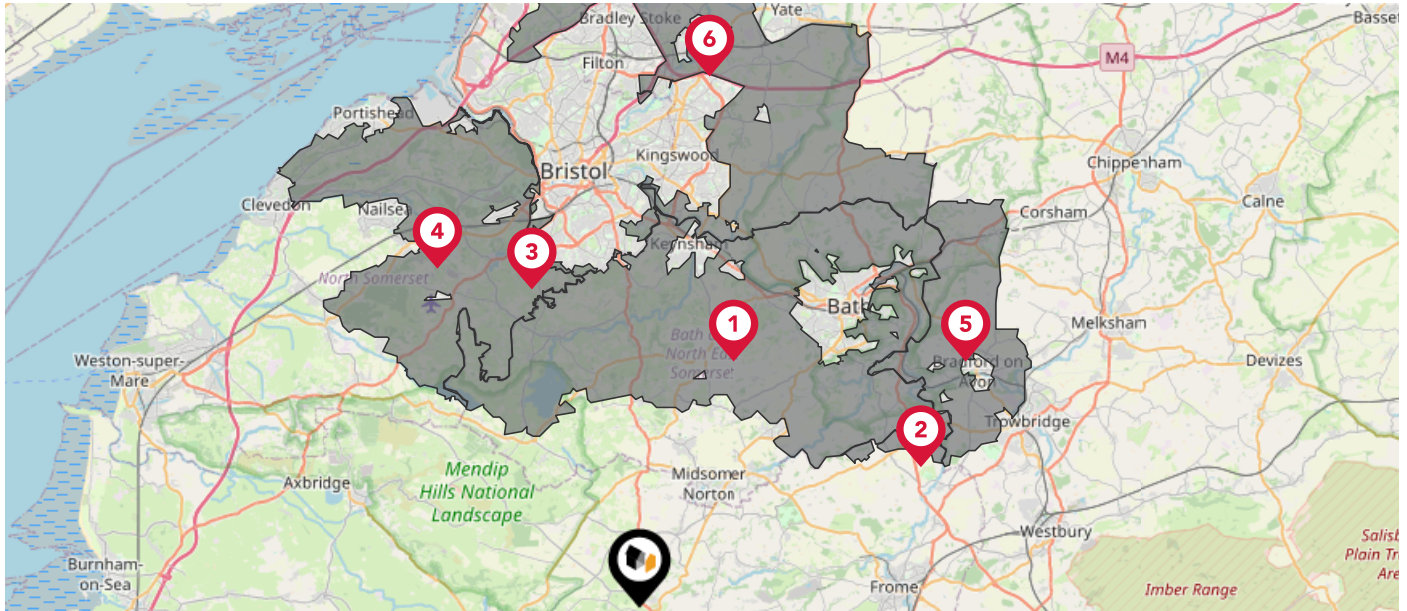 Bradley Stoke
Yate
Basset
6
Filton
M4
Portishead
Kingswood
Bristol
Chippenham
Calne
Clevedon
Nailsea
Corsham
4
3
Keynsham
North Somerset
Bath
1
5
Melksham
Bath and
North East
Somerset
Weston-super-
Mare
Bradford on
Avon
Devizes
2
Trowbridge
Mendip
Hills National
Landscape
Midsomer
Norton
Axbridge
Westbury
Salisb
Plain Tr
Are
Burnham-
on-Sea
Frome
Imber Range